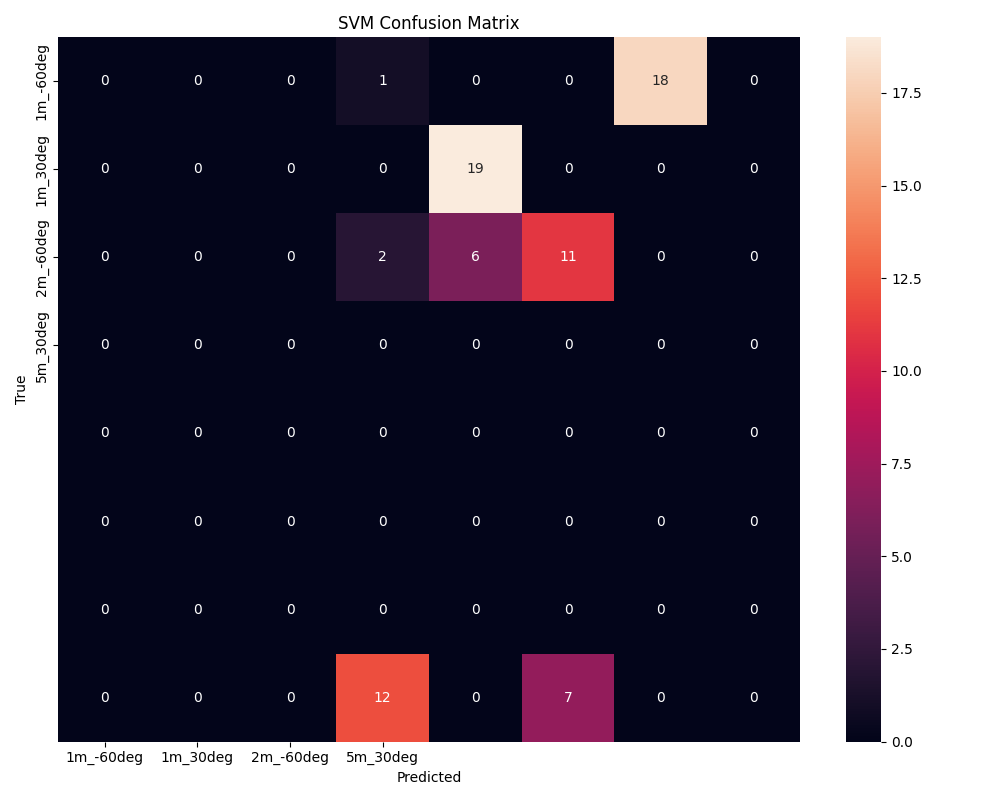 SVM Confusion Matrix
1m_-60deg
1m_30deg
2m_-60deg
5m_30deg
True
0 0 0 1 0 0 18 0
0 0 0 0 19 0 0 0
0 0 0 2 6 11 0 0
0 0 0 0 0 0 0 0
0 0 0 0 0 0 0 0
0 0 0 0 0 0 0 0
0 0 0 0 0 0 0 0
0 0 0 12 0 7 0 0
1m_-60deg 1m_30deg 2m_-60deg 5m_30deg
Predicted
17.5
15.0
12.5
10.0
7.5
5.0
2.5
0.0